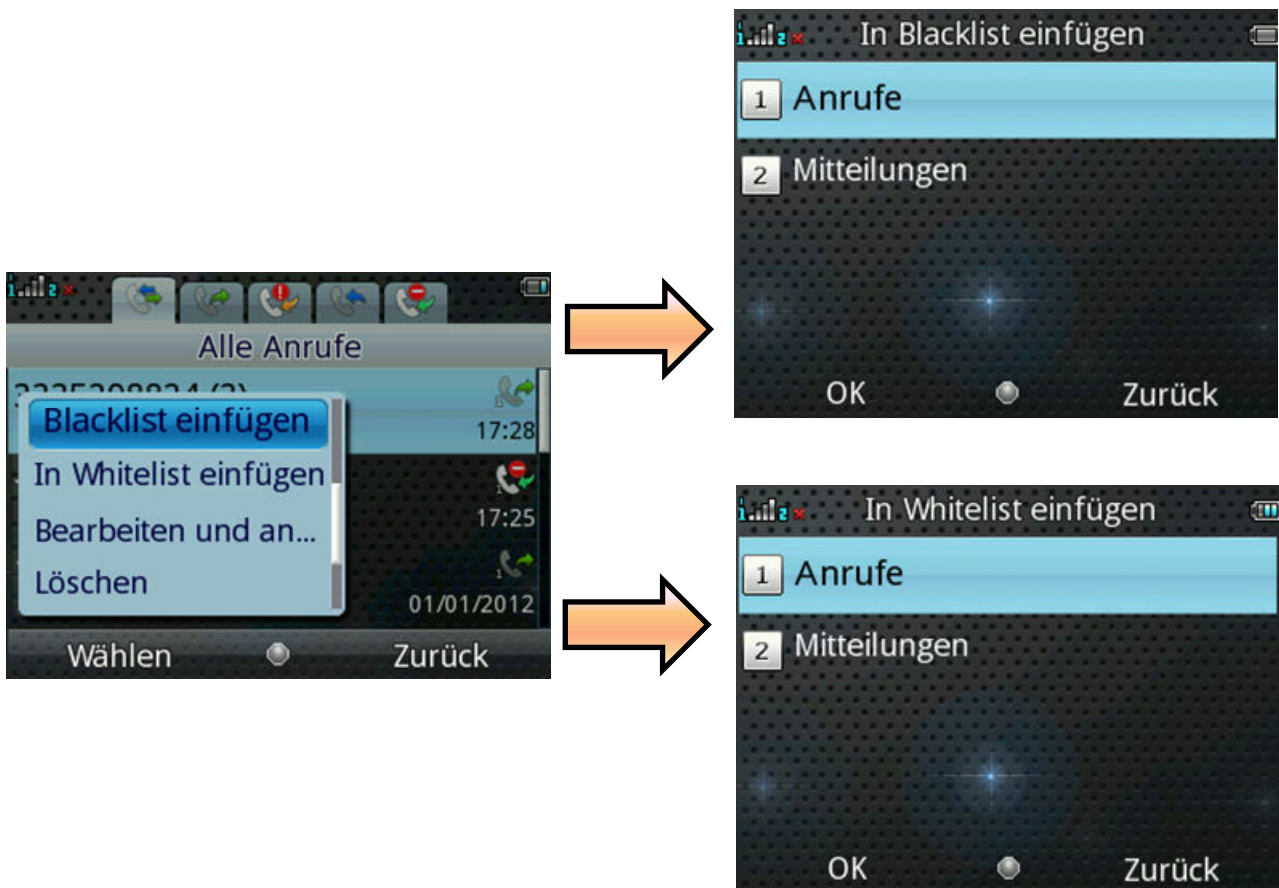 Alle Anrufe
Blacklist einfügen
17:28
In Whitelist einfügen
17:25
Bearbeiten und an...
Löschen
01/01/2012
Wählen
Zurück
In Blacklist einfügen
1 Anrufe
2 Mitteilungen
OK
Zurück
In Whitelist einfügen
1 Anrufe
2 Mitteilungen
OK
Zurück